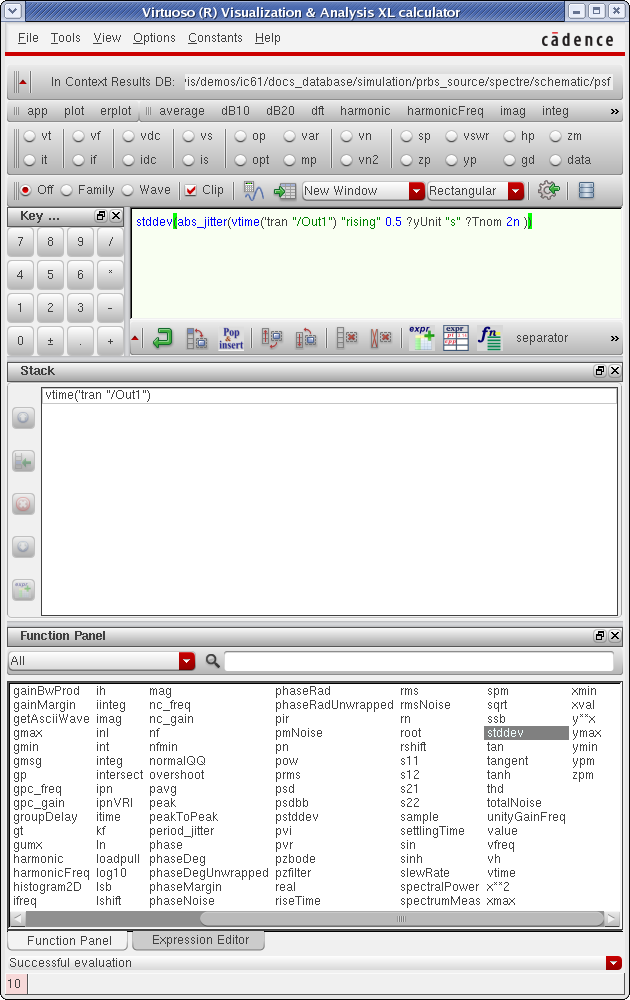 Virtuoso (R) Visualization & Analysis XL calculator
File Tools View Options Constants Help
cādence
In Context Results DB: vis/demos/ic61/docs_database/simulation/prbs_source/spectre/schematic/psf
app plot erplot average dB10 dB20 dft harmonic harmonicFreq imag integ »
vt vf vdc vs op var vn sp vswr hp zm
it if idc is opt mp vn2 zp yp gd data
Off Family Wave Clip New Window Rectangular »
Key ...
7 8 9 /
4 5 6 *
1 2 3 -
0 ± . +
stddev(abs_jitter(vtime('tran "/Out1") "rising" 0.5 ?yUnit "s" ?Tnom 2n ))
Pop & insert expr expr fn separator »
Stack
vtime('tran "/Out1")
expr
Function Panel
All
gainBwProd ih mag phaseRad rms spm xmin
gainMargin iinteg nc_freq phaseRadUnwrapped rmsNoise sqrt xval
getAsciiWave imag nc_gain pir rn ssb y**x
gmax inl nf pmNoise root stddev ymax
gmin int nfmin pn rshift tan ymin
gmsg integ normalQQ pow s11 tangent ypm
gp intersect overshoot prms s12 tanh zpm
gpc_freq ipn pavg psd s21 thd
gpc_gain ipnVRI peak psdbb s22 totalNoise
groupDelay itime peakToPeak pstddev sample unityGainFreq
gt kf period_jitter pvi settlingTime value
gumx ln phase pvr sin vfreq
harmonic loadpull phaseDeg pzbode sinh vh
harmonicFreq log10 phaseDegUnwrapped pzfilter slewRate vtime
histogram2D lsb phaseMargin real spectralPower x**2
ifreq lshift phaseNoise riseTime spectrumMeas xmax
Function Panel Expression Editor
Successful evaluation
10